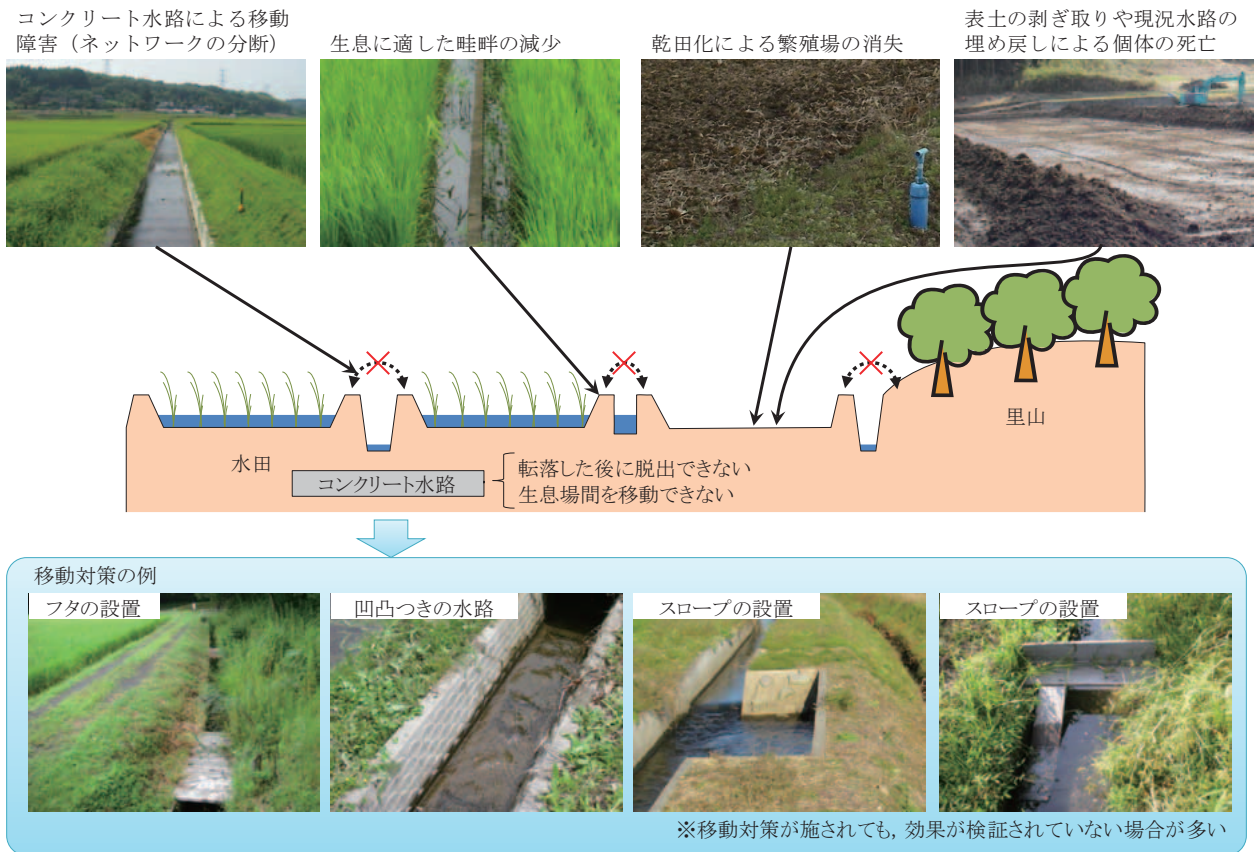 コンクリート水路による移動
障害（ネットワークの分断）
生息に適した畦畔の減少
乾田化による繁殖場の消失
表土の剥ぎ取りや現況水路の
埋め戻しによる個体の死亡
里山
水田
コンクリート水路
転落した後に脱出できない
生息場間を移動できない
移動対策の例
フタの設置
凹凸つきの水路
スロープの設置
スロープの設置
※移動対策が施されても, 効果が検証されていない場合が多い